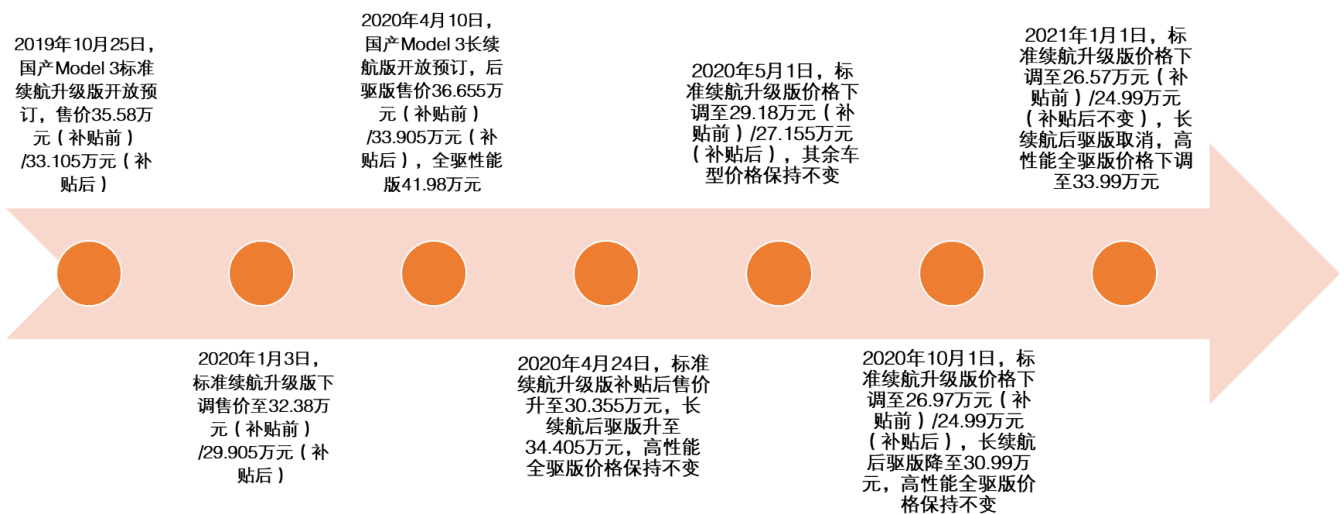 2019年10月25日，
国产Model 3标准
续航升级版开放预
订，售价35.58万
元（补贴前）
/33.105万元（补
贴后）
2020年1月3日，
标准续航升级版下
调售价至32.38万
元（补贴前）
/29.905万元（补
贴后）
2020年4月10日，
国产Model 3长续
航版开放预订，后
驱版售价36.655万
元（补贴前）
/33.905万元（补
贴后），全驱性能
版41.98万元
2020年4月24日，标准
续航升级版补贴后售价
升至30.355万元，长
续航后驱版升至
34.405万元，高性能
全驱版价格保持不变
2020年5月1日，标
准续航升级版价格下
调至29.18万元（补
贴前）/27.155万元
（补贴后），其余车
型价格保持不变
2020年10月1日，标
准续航升级版价格下
调至26.97万元（补
贴前）/24.99万元
（补贴后），长续航
后驱版降至30.99万
元，高性能全驱版价
格保持不变
2021年1月1日，标
准续航升级版价格下
调至26.57万元（补
贴前）/24.99万元
（补贴后不变），长
续航后驱版取消，高
性能全驱版价格下调
至33.99万元